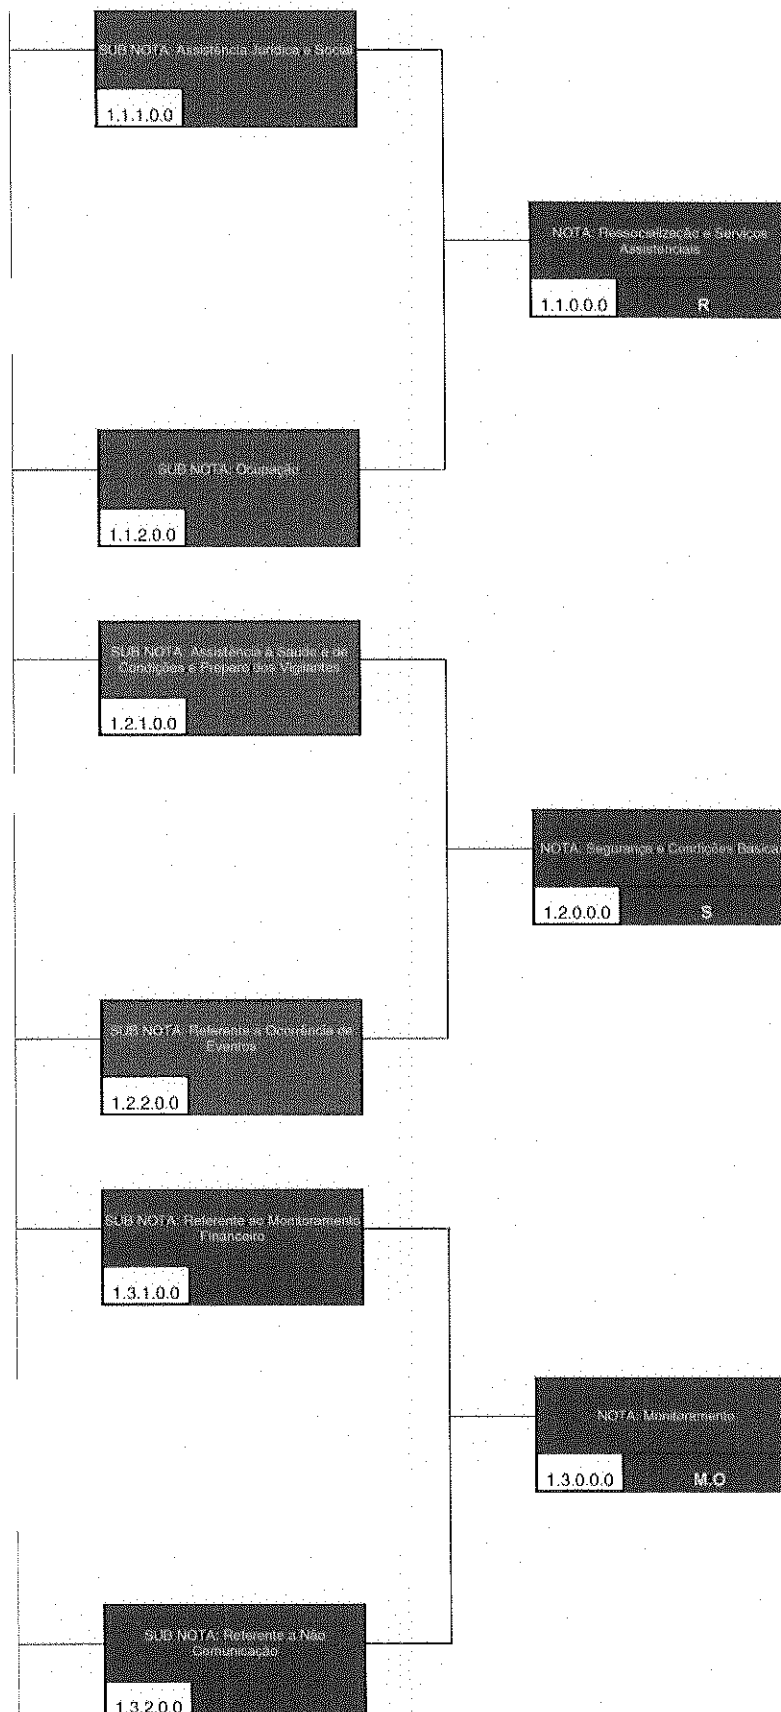 SUB NOTA: Assistência Jurídica e Social
1.1.1.0.0
NOTA: Ressocialização e Serviços
Assistenciais
1.1.0.0.0 R
SUB NOTA: Ocupação
1.1.2.0.0
SUB NOTA: Assistência à Saúde e de
Condições e Preparo dos Vigilantes
1.2.1.0.0
NOTA: Segurança e Condições Básica
1.2.0.0.0 S
SUB NOTA: Referente a Ocorrência de
Eventos
1.2.2.0.0
SUB NOTA: Referente ao Monitoramento
Financeiro
1.3.1.0.0
NOTA: Monitoramento
1.3.0.0.0 M.O
SUB NOTA: Referente a Não
Comunicação
1.3.2.0.0